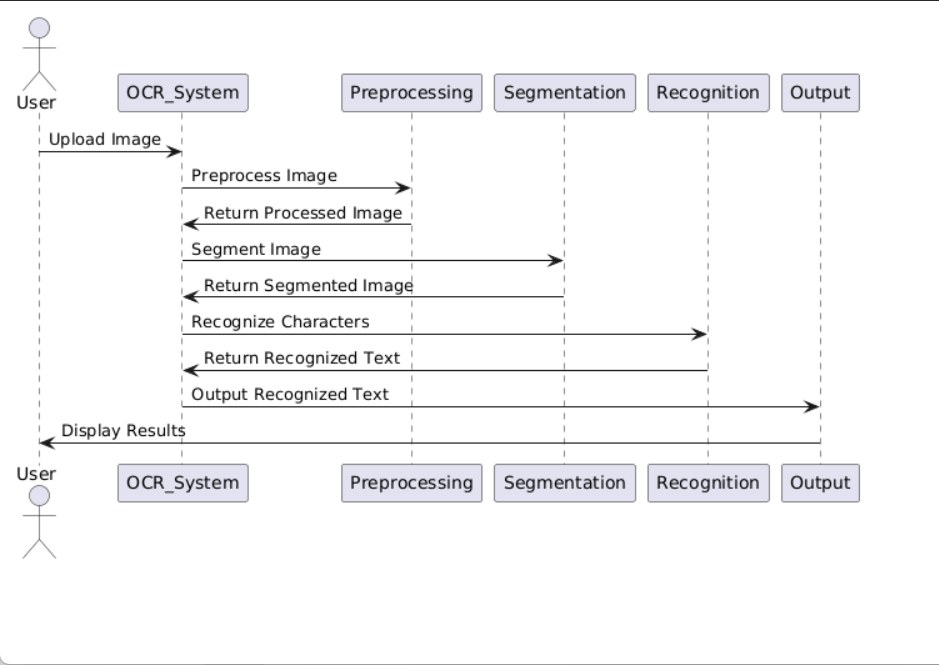 User
OCR_System Preprocessing Segmentation Recognition Output
Upload Image
Preprocess Image
Return Processed Image
Segment Image
Return Segmented Image
Recognize Characters
Return Recognized Text
Output Recognized Text
Display Results
User
OCR_System Preprocessing Segmentation Recognition Output